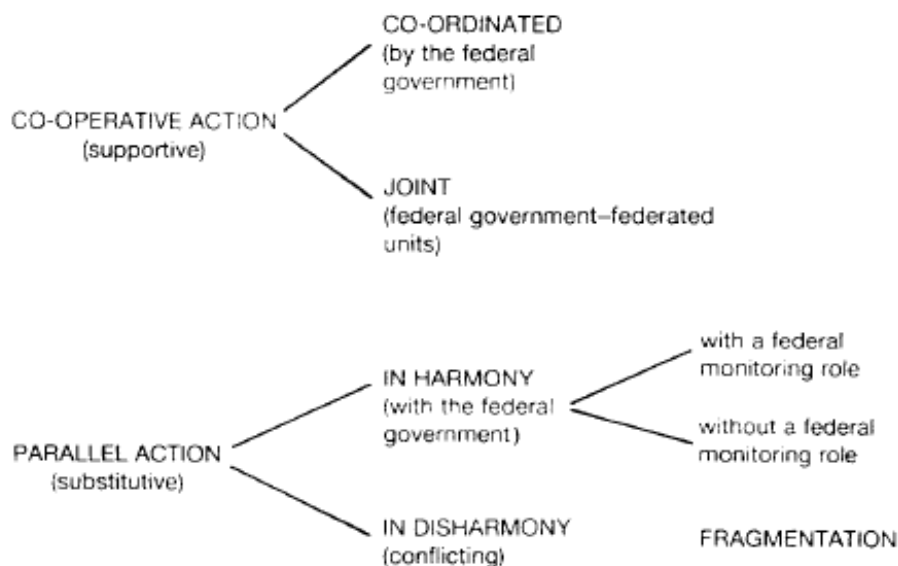 CO-ORDINATED
(by the federal
government)
CO-OPERATIVE ACTION
(supportive)
JOINT
(federal government–federated
units)
IN HARMONY
(with the federal
government)
with a federal
monitoring role
without a federal
monitoring role
PARALLEL ACTION
(substitutive)
IN DISHARMONY
(conflicting)
FRAGMENTATION